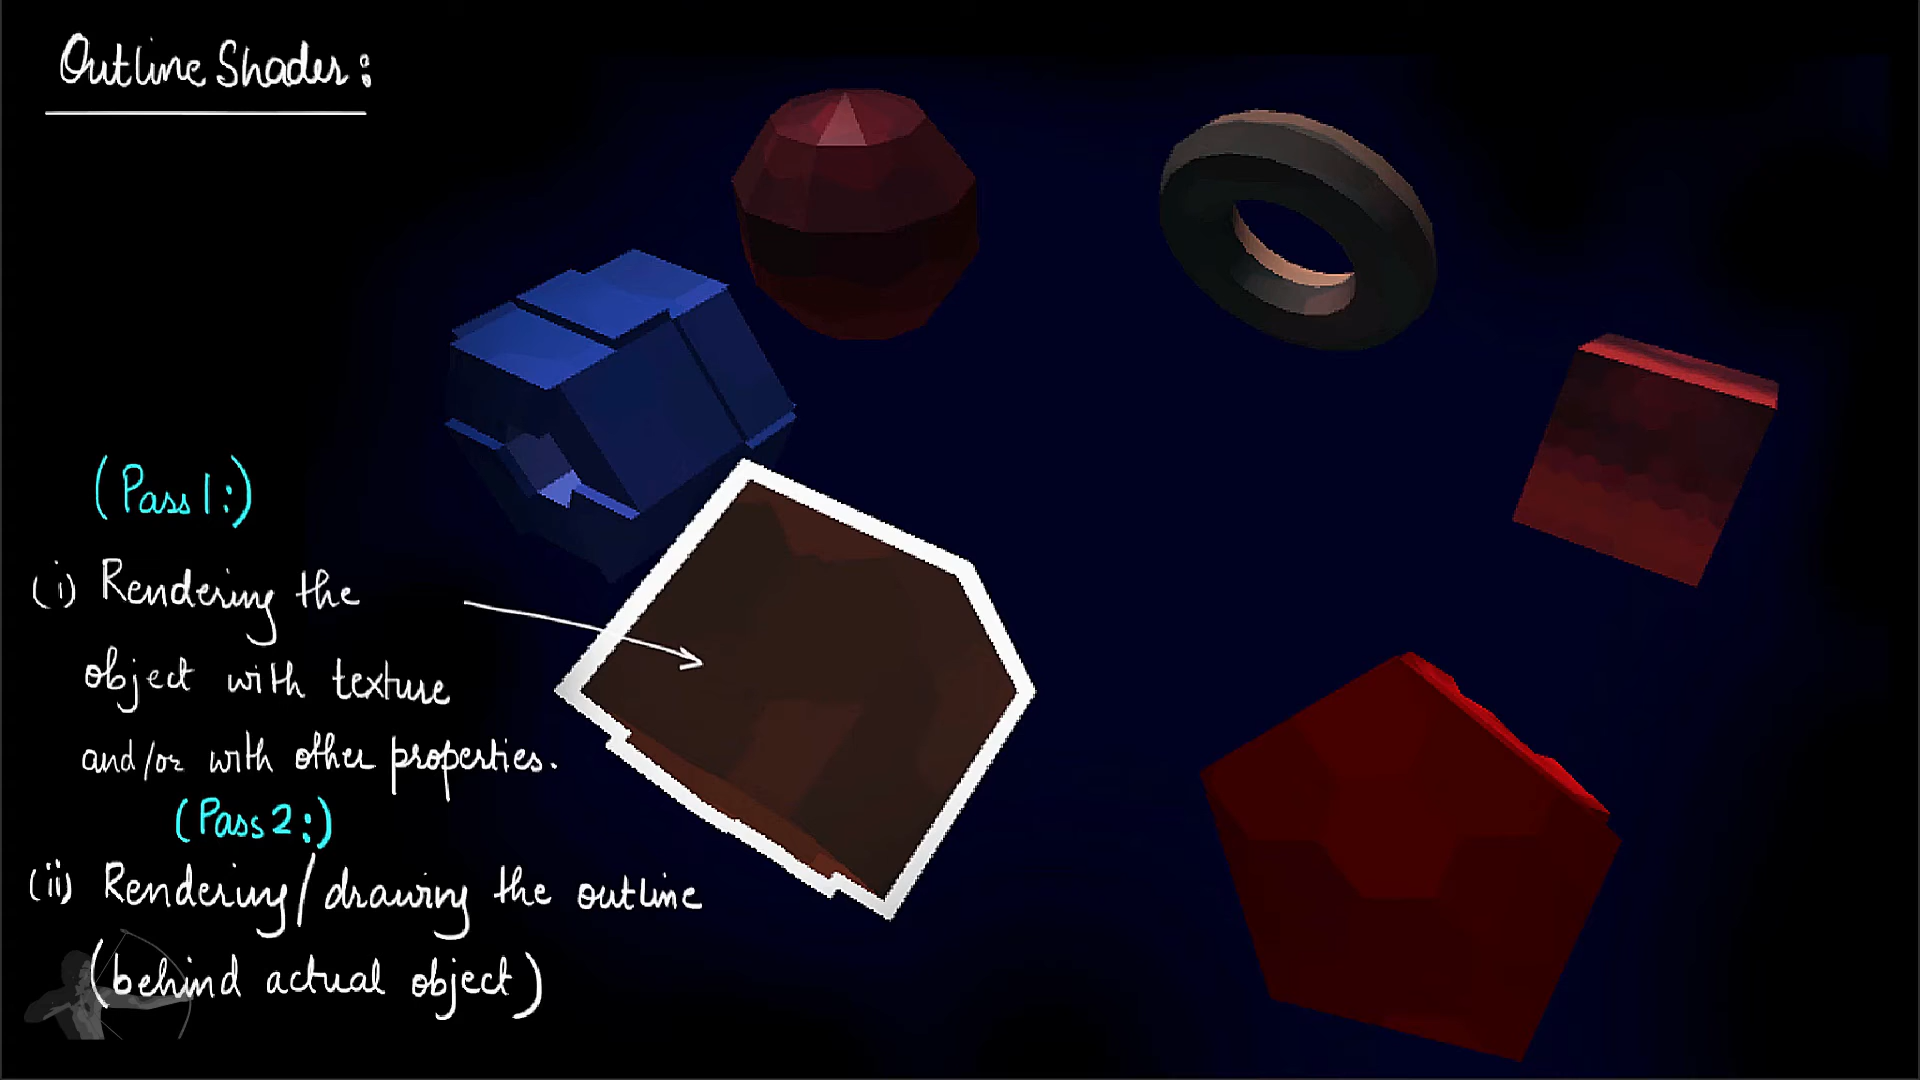 Outline Shader:
(Pass 1:)
(i) Rendering the
object with texture
and/or with other properties.
(Pass 2:)
(ii) Rendering/drawing the outline
(behind actual object)